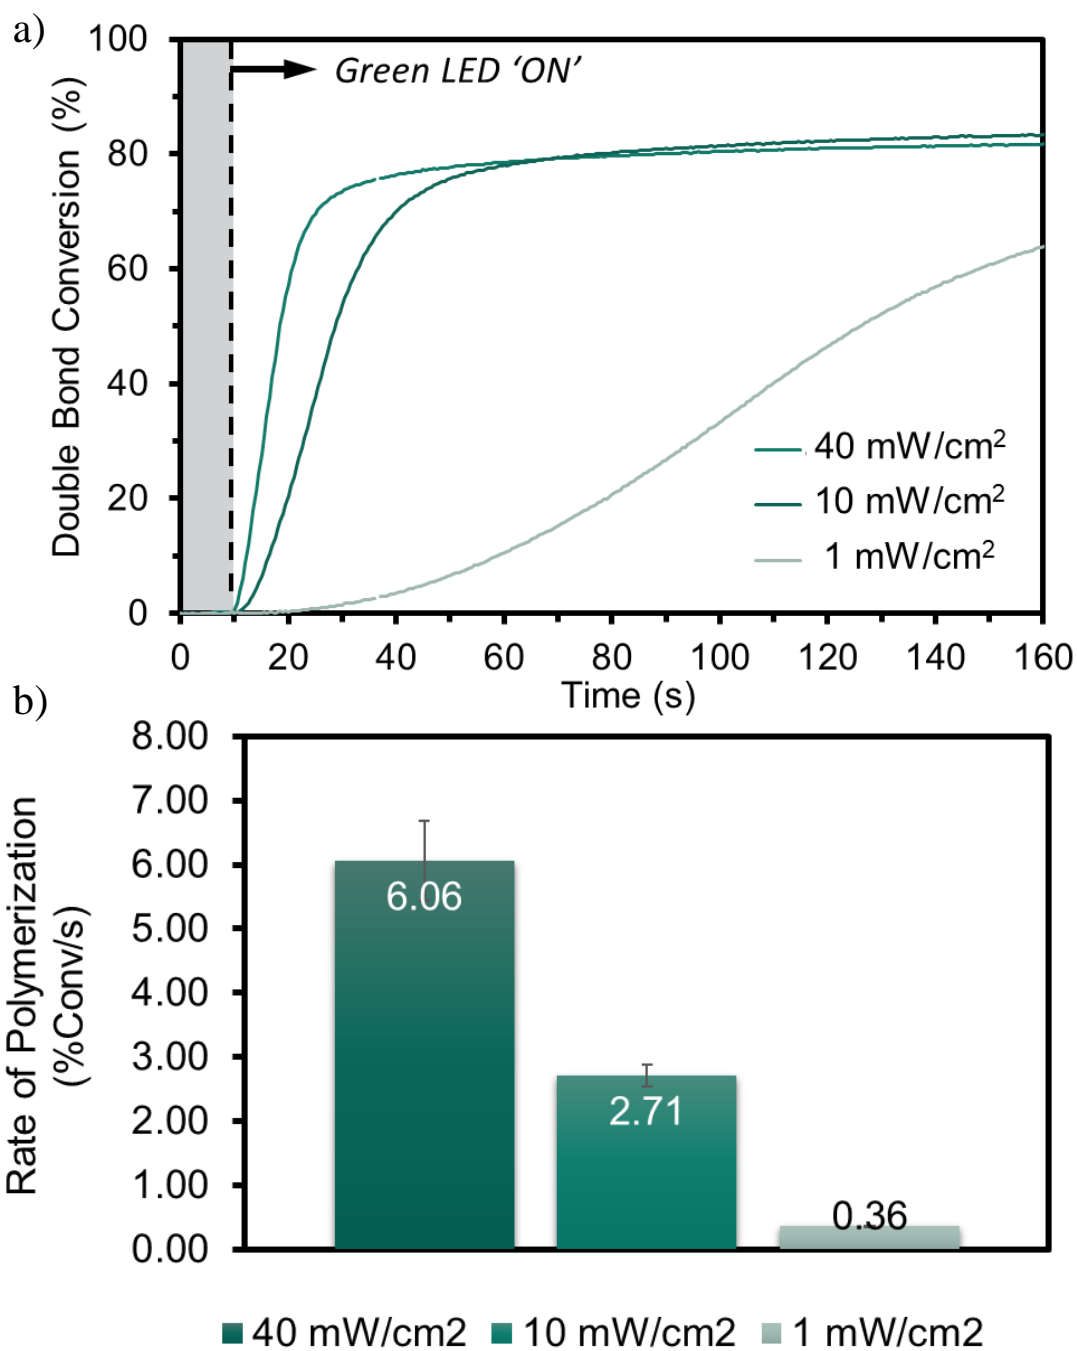 a)
100
80
60
40
20
0
Double Bond Conversion (%)
Green LED ‘ON’
40 mW/cm²
10 mW/cm²
1 mW/cm²
0 20 40 60 80 100 120 140 160
Time (s)
b)
8.00
7.00
6.00
5.00
4.00
3.00
2.00
1.00
0.00
Rate of Polymerization
(%Conv/s)
6.06
2.71
0.36
40 mW/cm2 10 mW/cm2 1 mW/cm2